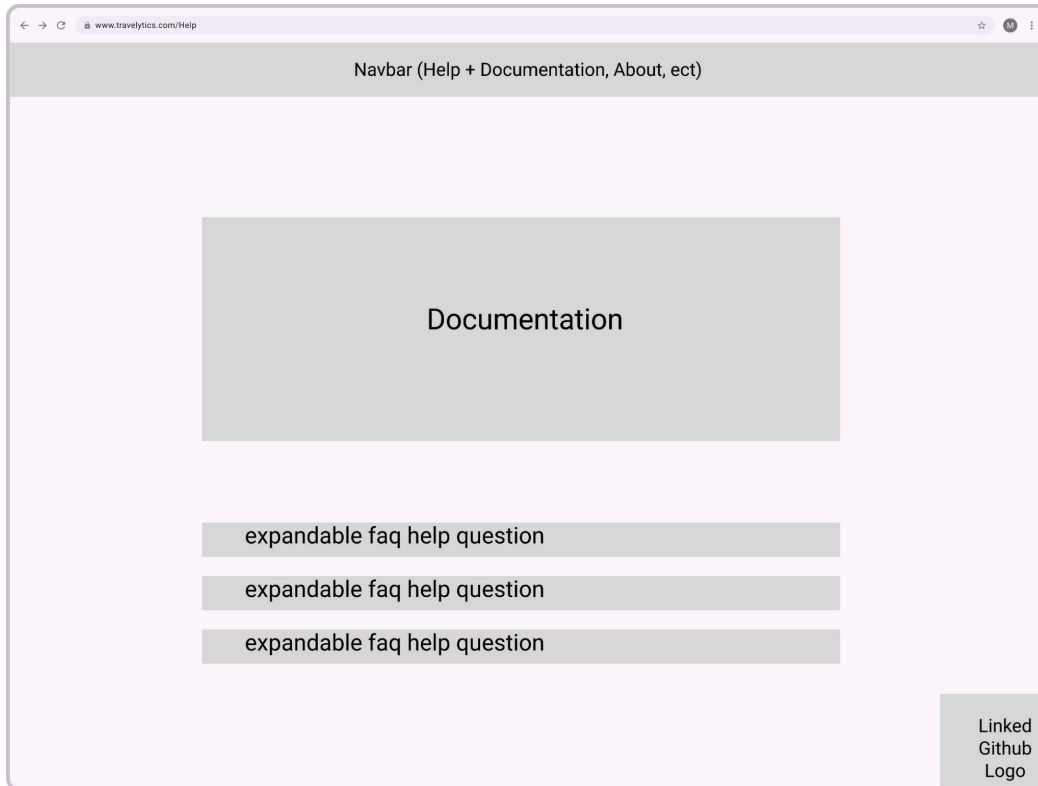 www.travelytics.com/Help
M
Navbar (Help + Documentation, About, ect)
Documentation
expandable faq help question
expandable faq help question
expandable faq help question
Linked
Github
Logo